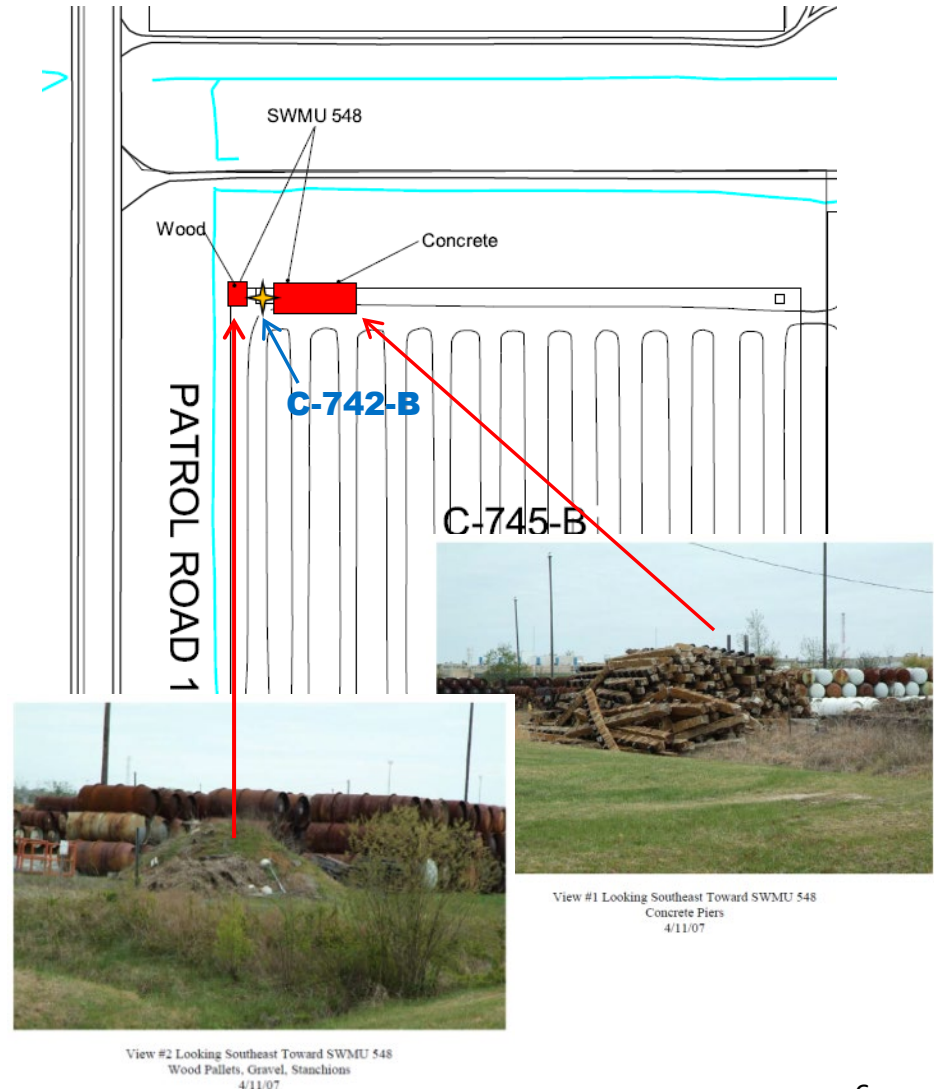 SWMU 548
Wood
Concrete
C-742-B
PATROL ROAD 1
C-745-B
View #1 Looking Southeast Toward SWMU 548
Concrete Piers
4/11/07
View #2 Looking Southeast Toward SWMU 548
Wood Pallets, Gravel, Stanchions
4/11/07